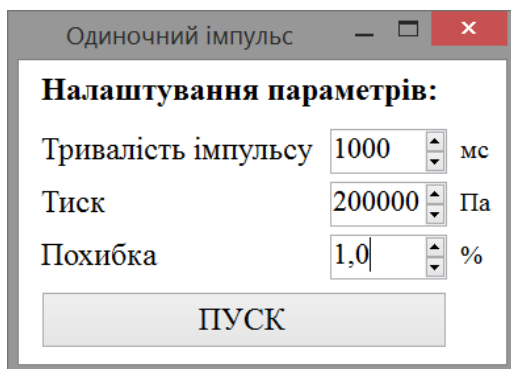 Одиночний імпульс
Налаштування параметрів:
Тривалість імпульсу 1000 мс
Тиск 200000 Па
Похибка 1,0 %
ПУСК